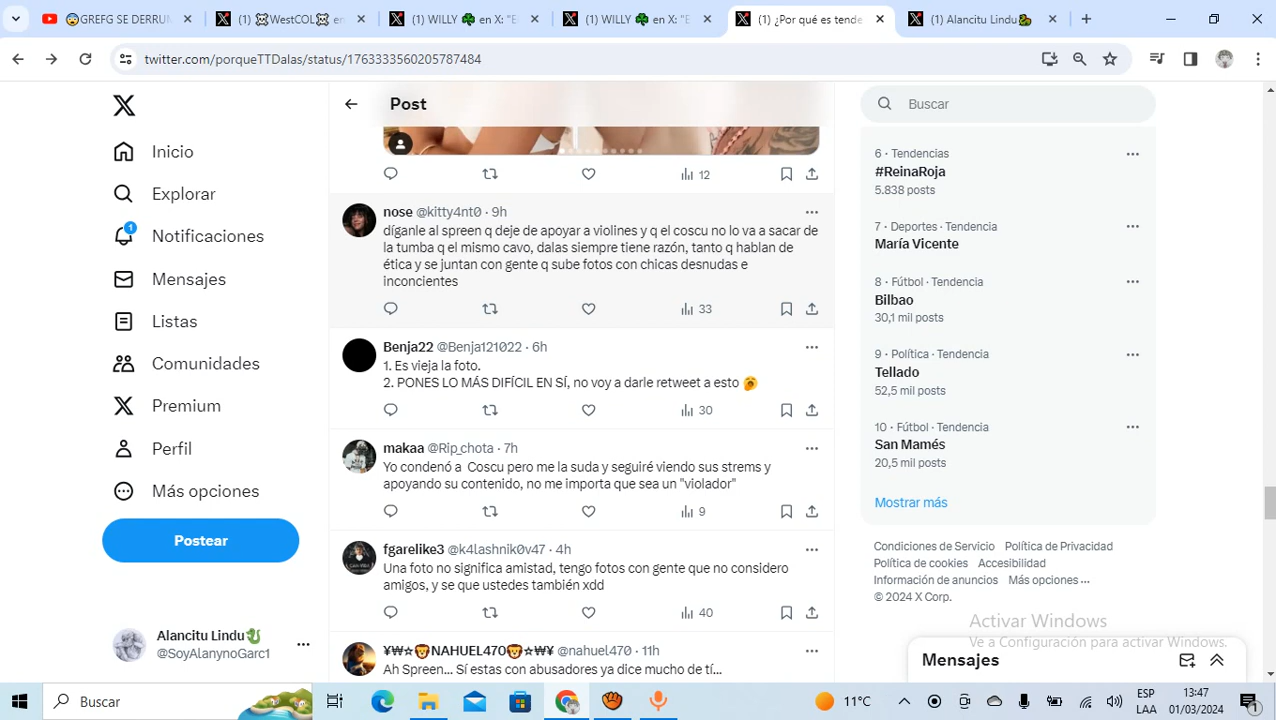 😨GREFG SE DERRUM
(1) ☠WestCOL☠ en
(1) WILLY ☘ en X: "E
(1) WILLY ☘ en X: "E
(1) ¿Por qué es tende
(1) Alancitu Lindu🐉
twitter.com/porqueTTDalas/status/1763333560205787484
Post
Buscar
Inicio
Explorar
1
Notificaciones
Mensajes
Listas
Comunidades
Premium
Perfil
Más opciones
Postear
Alancitu Lindu🐉
@SoyAlanynoGarc1
12
nose @kitty4nt0 · 9h
díganle al spreen q deje de apoyar a violines y q el coscu no lo va a sacar de
la tumba q el mismo cavo, dalas siempre tiene razón, tanto q hablan de
ética y se juntan con gente q sube fotos con chicas desnudas e
inconcientes
33
Benja22 @Benja121022 · 6h
1. Es vieja la foto.
2. PONES LO MÁS DIFÍCIL EN SÍ, no voy a darle retweet a esto 🫣
30
makaa @Rip_chota · 7h
Yo condenó a  Coscu pero me la suda y seguiré viendo sus strems y
apoyando su contenido, no me importa que sea un "violador"
9
fgarelike3 @k4lashnik0v47 · 4h
Una foto no significa amistad, tengo fotos con gente que no considero
amigos, y se que ustedes también xdd
40
¥₩☆🦁NAHUEL470🦁☆₩¥ @nahuel470 · 11h
Ah Spreen... Sí estas con abusadores ya dice mucho de tí...
6 · Tendencias
#ReinaRoja
5.838 posts
7 · Deportes · Tendencia
María Vicente
8 · Fútbol · Tendencia
Bilbao
30,1 mil posts
9 · Política · Tendencia
Tellado
52,5 mil posts
10 · Fútbol · Tendencia
San Mamés
20,5 mil posts
Mostrar más
Condiciones de Servicio Política de Privacidad
Política de cookies Accesibilidad
Información de anuncios Más opciones ...
© 2024 X Corp.
Activar Windows
Ve a Configuración para activar Windows.
Mensajes
Buscar
11°C
ESP
LAA
13:47
01/03/2024
1